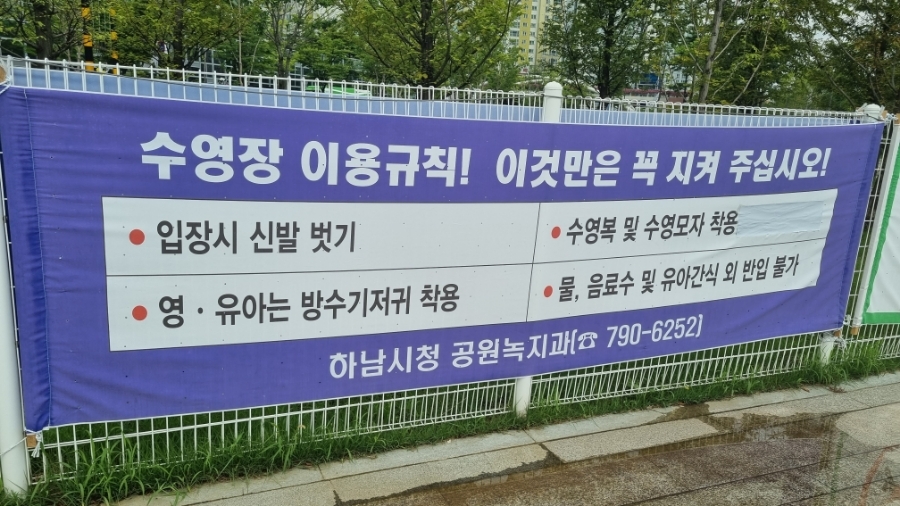 수영장 이용규칙! 이것만은 꼭 지켜 주십시오!
● 입장시 신발 벗기
● 수영복 및 수영모자 착용
● 영·유아는 방수기저귀 착용
● 물, 음료수 및 유아간식 외 반입 불가
하남시청 공원녹지과(☎ 790-6252)